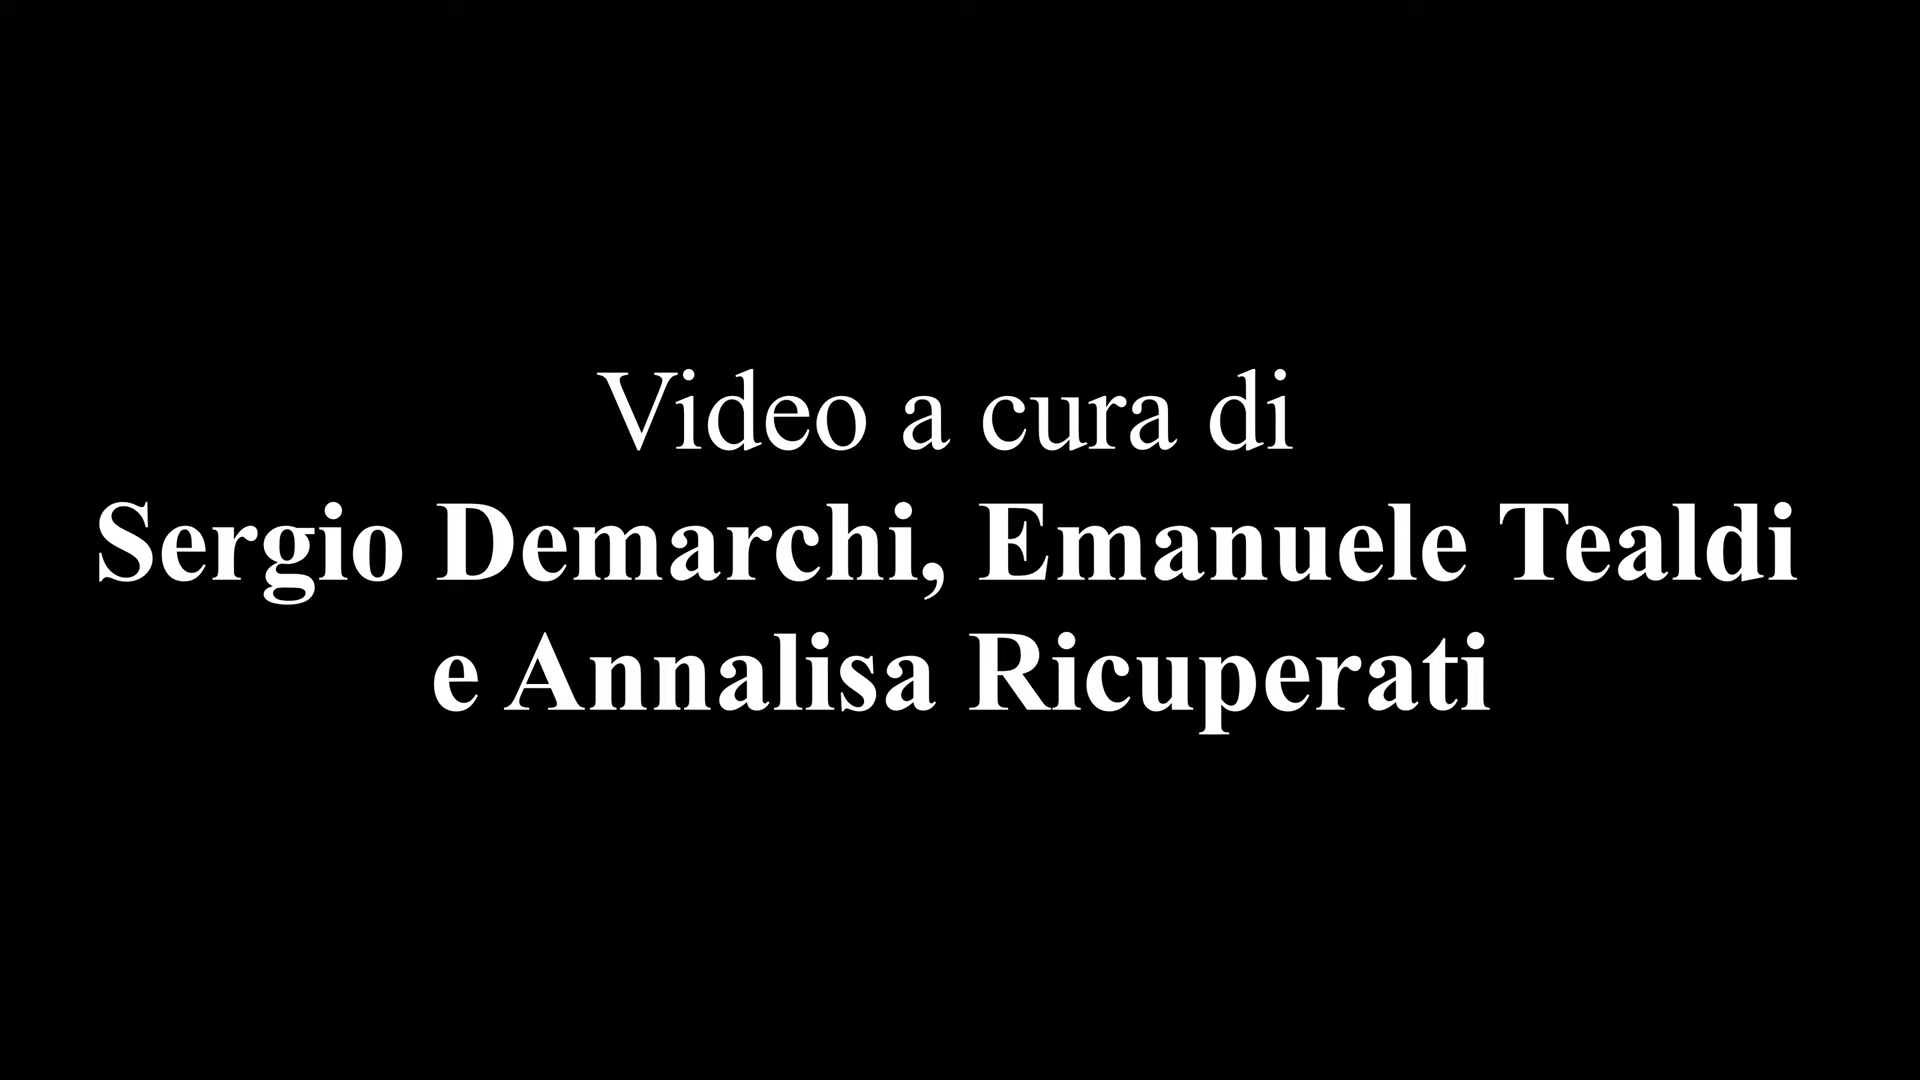 Video a cura di
Sergio Demarchi, Emanuele Tealdi
e Annalisa Ricuperati